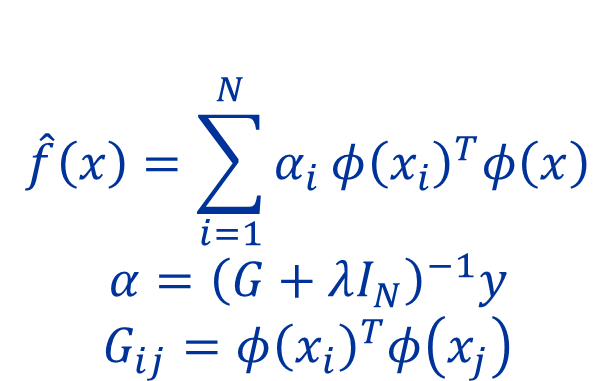 f̂(x) = ∑_{i=1}^{N} α_i ϕ(x_i)^T ϕ(x)
α = (G + λI_N)^{−1} y
G_{ij} = ϕ(x_i)^T ϕ(x_j)